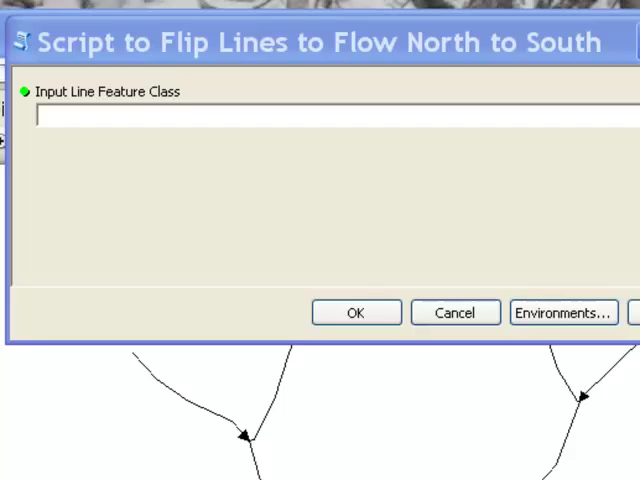 Script to Flip Lines to Flow North to South
Input Line Feature Class
OK
Cancel
Environments...